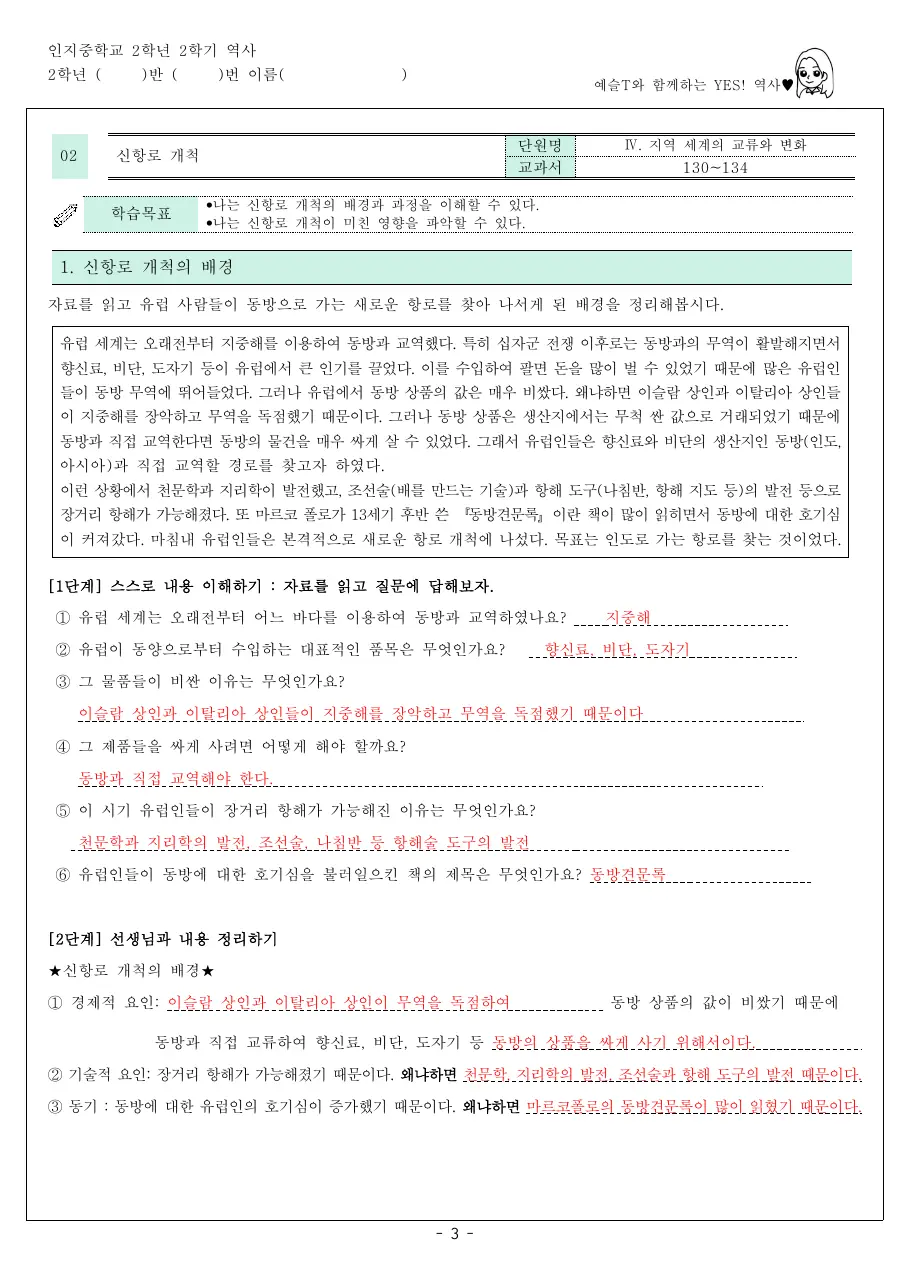 인지중학교 2학년 2학기 역사
2학년 (    )반 (    )번 이름(            )
예슬T와 함께하는 YES! 역사♥
02
신항로 개척
단원명
Ⅳ. 지역 세계의 교류와 변화
교과서
130~134
학습목표
●나는 신항로 개척의 배경과 과정을 이해할 수 있다.
●나는 신항로 개척이 미친 영향을 파악할 수 있다.
1. 신항로 개척의 배경
자료를 읽고 유럽 사람들이 동방으로 가는 새로운 항로를 찾아 나서게 된 배경을 정리해봅시다.
유럽 세계는 오래전부터 지중해를 이용하여 동방과 교역했다. 특히 십자군 전쟁 이후로는 동방과의 무역이 활발해지면서
향신료, 비단, 도자기 등이 유럽에서 큰 인기를 끌었다. 이를 수입하여 팔면 돈을 많이 벌 수 있었기 때문에 많은 유럽인
들이 동방 무역에 뛰어들었다. 그러나 유럽에서 동방 상품의 값은 매우 비쌌다. 왜냐하면 이슬람 상인과 이탈리아 상인들
이 지중해를 장악하고 무역을 독점했기 때문이다. 그러나 동방 상품은 생산지에서는 무척 싼 값으로 거래되었기 때문에
동방과 직접 교역한다면 동방의 물건을 매우 싸게 살 수 있었다. 그래서 유럽인들은 향신료와 비단의 생산지인 동방(인도,
아시아)과 직접 교역할 경로를 찾고자 하였다.
이런 상황에서 천문학과 지리학이 발전했고, 조선술(배를 만드는 기술)과 항해 도구(나침반, 항해 지도 등)의 발전 등으로
장거리 항해가 가능해졌다. 또 마르코 폴로가 13세기 후반 쓴 『동방견문록』이란 책이 많이 읽히면서 동방에 대한 호기심
이 커져갔다. 마침내 유럽인들은 본격적으로 새로운 항로 개척에 나섰다. 목표는 인도로 가는 항로를 찾는 것이었다.
[1단계] 스스로 내용 이해하기 : 자료를 읽고 질문에 답해보자.
① 유럽 세계는 오래전부터 어느 바다를 이용하여 동방과 교역하였나요? 지중해
② 유럽이 동양으로부터 수입하는 대표적인 품목은 무엇인가요? 향신료, 비단, 도자기
③ 그 물품들이 비싼 이유는 무엇인가요?
이슬람 상인과 이탈리아 상인들이 지중해를 장악하고 무역을 독점했기 때문이다
④ 그 제품들을 싸게 사려면 어떻게 해야 할까요?
동방과 직접 교역해야 한다.
⑤ 이 시기 유럽인들이 장거리 항해가 가능해진 이유는 무엇인가요?
천문학과 지리학의 발전, 조선술, 나침반 등 항해술 도구의 발전
⑥ 유럽인들이 동방에 대한 호기심을 불러일으킨 책의 제목은 무엇인가요? 동방견문록
[2단계] 선생님과 내용 정리하기
★신항로 개척의 배경★
① 경제적 요인: 이슬람 상인과 이탈리아 상인이 무역을 독점하여 동방 상품의 값이 비쌌기 때문에
동방과 직접 교류하여 향신료, 비단, 도자기 등 동방의 상품을 싸게 사기 위해서이다.
② 기술적 요인: 장거리 항해가 가능해졌기 때문이다. 왜냐하면 천문학, 지리학의 발전, 조선술과 항해 도구의 발전 때문이다.
③ 동기 : 동방에 대한 유럽인의 호기심이 증가했기 때문이다. 왜냐하면 마르코폴로의 동방견문록이 많이 읽혔기 때문이다.
- 3 -